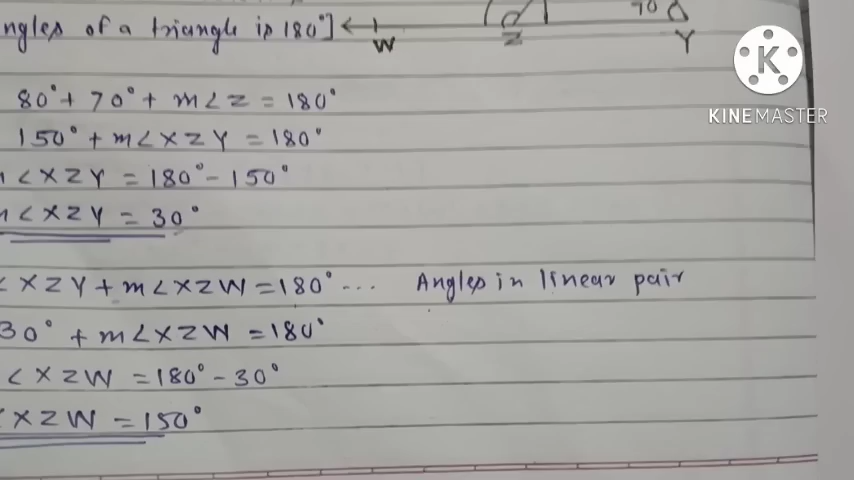 ngles of a triangle is 180°]
W
Z
70
Y
K
KINEMASTER
80° + 70° + m∠Z = 180°
150° + m∠XZY = 180°
∠XZY = 180° - 150°
∠XZY = 30°
∠XZY + m∠XZW = 180° ... Angles in linear pair
30° + m∠XZW = 180°
∠XZW = 180° - 30°
∠XZW = 150°